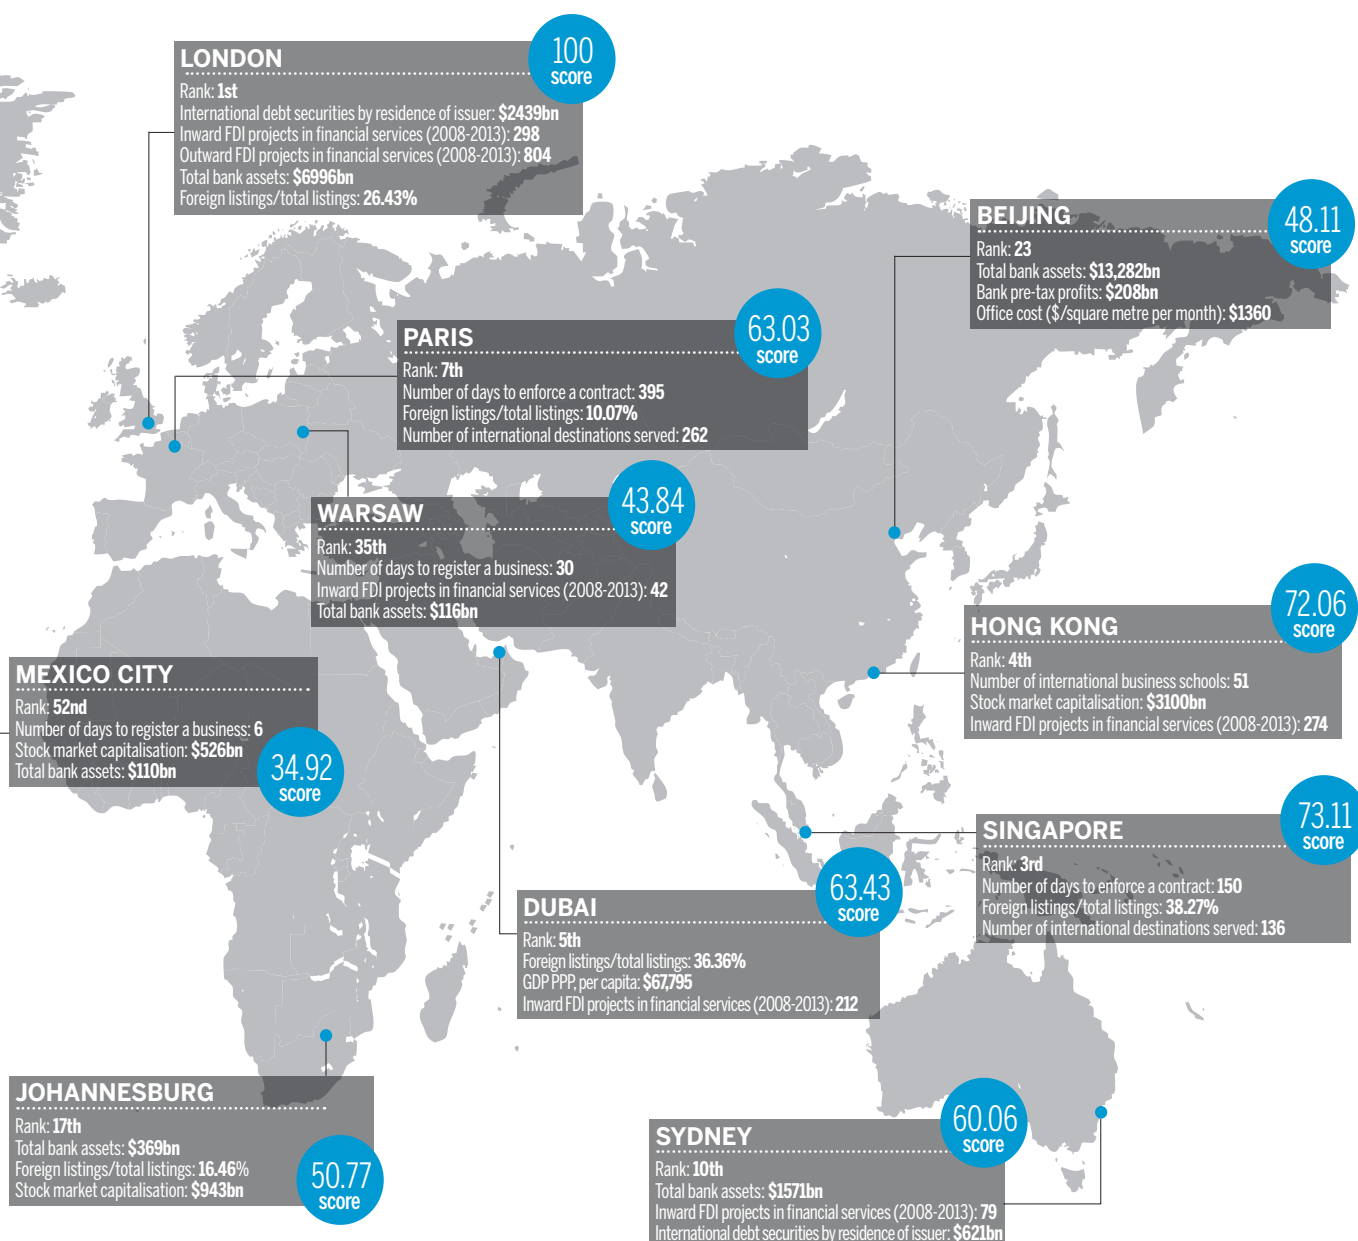 LONDON
100
score
Rank: 1st
International debt securities by residence of issuer: $2439bn
Inward FDI projects in financial services (2008-2013): 298
Outward FDI projects in financial services (2008-2013): 804
Total bank assets: $6996bn
Foreign listings/total listings: 26.43%
BEIJING
48.11
score
Rank: 23
Total bank assets: $13,282bn
Bank pre-tax profits: $208bn
Office cost ($/square metre per month): $1360
PARIS
63.03
score
Rank: 7th
Number of days to enforce a contract: 395
Foreign listings/total listings: 10.07%
Number of international destinations served: 262
WARSAW
43.84
score
Rank: 35th
Number of days to register a business: 30
Inward FDI projects in financial services (2008-2013): 42
Total bank assets: $116bn
HONG KONG
72.06
score
Rank: 4th
Number of international business schools: 51
Stock market capitalisation: $3100bn
Inward FDI projects in financial services (2008-2013): 274
MEXICO CITY
Rank: 52nd
Number of days to register a business: 6
Stock market capitalisation: $526bn
Total bank assets: $110bn
34.92
score
SINGAPORE
73.11
score
Rank: 3rd
Number of days to enforce a contract: 150
Foreign listings/total listings: 38.27%
Number of international destinations served: 136
DUBAI
63.43
score
Rank: 5th
Foreign listings/total listings: 36.36%
GDP PPP, per capita: $67,795
Inward FDI projects in financial services (2008-2013): 212
JOHANNESBURG
Rank: 17th
Total bank assets: $369bn
Foreign listings/total listings: 16.46%
Stock market capitalisation: $943bn
50.77
score
SYDNEY
60.06
score
Rank: 10th
Total bank assets: $1571bn
Inward FDI projects in financial services (2008-2013): 79
International debt securities by residence of issuer: $621bn